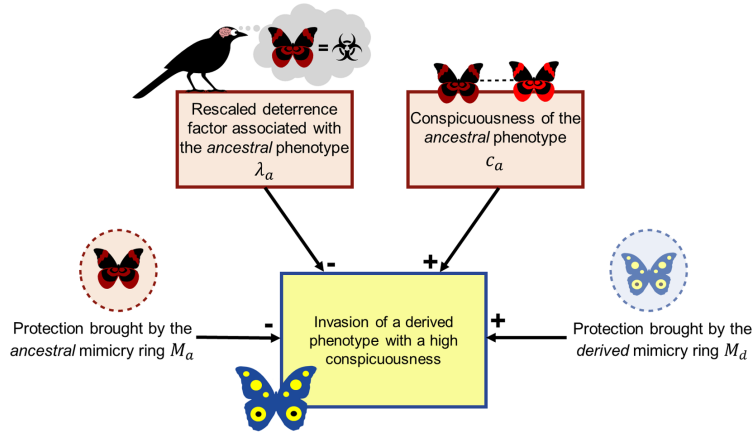 =
Rescaled deterrence
factor associated with
the ancestral phenotype
λₐ
Conspicuousness of the
ancestral phenotype
cₐ
-
+
Protection brought by the
ancestral mimicry ring Mₐ
-
Invasion of a derived
phenotype with a high
conspicuousness
+
Protection brought by the
derived mimicry ring M_d